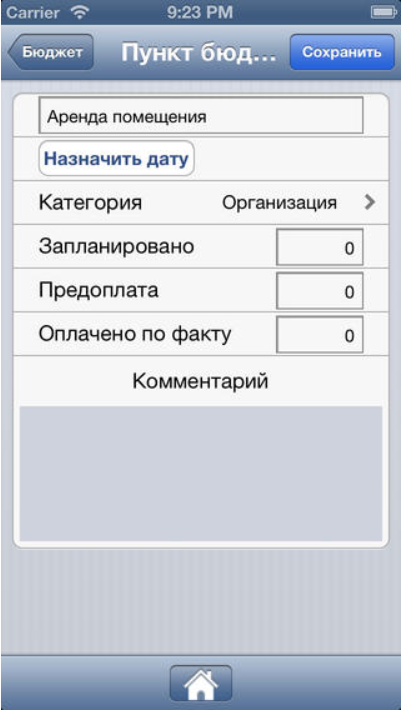 Carrier 9:23 PM
Бюджет Пункт бюд... Сохранить
Аренда помещения
Назначить дату
Категория Организация
Запланировано 0
Предоплата 0
Оплачено по факту 0
Комментарий